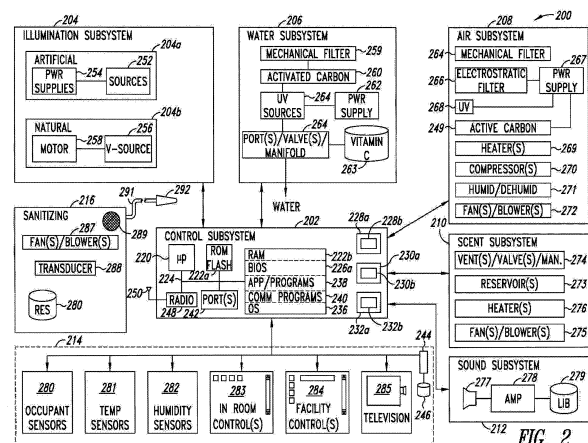 200
204
ILLUMINATION SUBSYSTEM
204a
ARTIFICIAL
PWR SUPPLIES
254
252
SOURCES
204b
NATURAL
MOTOR
258
256
V-SOURCE
206
WATER SUBSYSTEM
MECHANICAL FILTER
259
ACTIVATED CARBON
260
UV SOURCES
264
262
PWR SUPPLY
PORT(S)/VALVE(S)/ MANIFOLD
264
VITAMIN C
263
WATER
208
AIR SUBSYSTEM
264
MECHANICAL FILTER
267
266
ELECTROSTRATIC FILTER
PWR SUPPLY
268
UV
249
ACTIVE CARBON
HEATER(S)
269
COMPRESSOR(S)
270
HUMID/DEHUMID
271
FAN(S)/BLOWER(S)
272
216
291
292
SANITIZING
287
289
FAN(S)/BLOWER(S)
TRANSDUCER
288
RES
280
CONTROL SUBSYSTEM
202
220
µp
ROM FLASH
222a
224
250
RADIO
248
PORT(S)
242
RAM
222b
BIOS
226a
APP/PROGRAMS
238
COMM PROGRAMS
240
OS
236
228a
228b
230a
230b
232a
232b
210
SCENT SUBSYSTEM
VENT(S)/VALVE(S)/MAN.
274
RESERVOIR(S)
273
HEATER(S)
276
FAN(S)/BLOWER(S)
275
214
244
246
280
OCCUPANT SENSORS
281
TEMP SENSORS
282
HUMIDITY SENSORS
283
IN ROOM CONTROL(S)
284
FACILITY CONTROL(S)
285
TELEVISION
SOUND SUBSYSTEM
277
278
AMP
279
LIB
212
FIG. 2